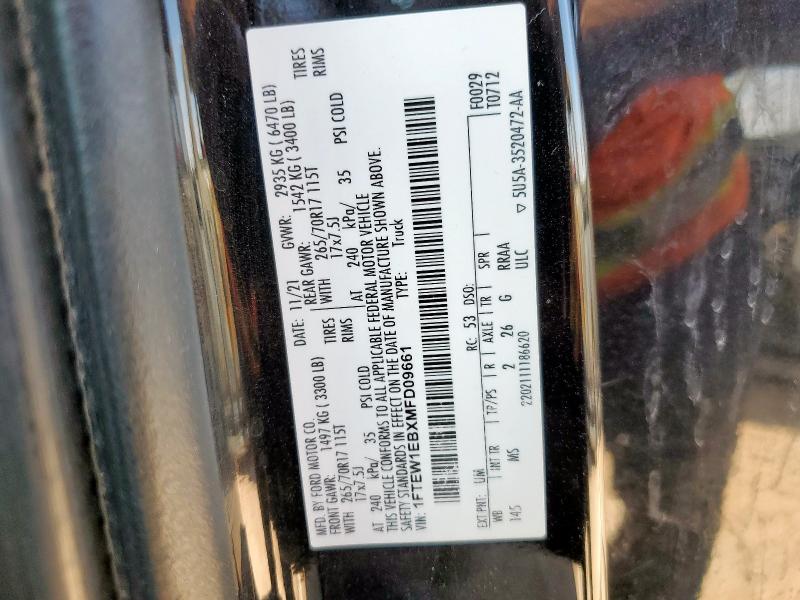 MFD. BY FORD MOTOR CO.
DATE: 11/21
GVWR: 2935 KG ( 6470 LB)
FRONT GAWR: 1497 KG ( 3300 LB)
REAR GAWR: 1542 KG ( 3400 LB)
WITH 265/70R17 115T TIRES
WITH 265/70R17 115T TIRES
17x7.5J RIMS
17x7.5J RIMS
AT 240 kPa/ 35 PSI COLD
AT 240 kPa/ 35 PSI COLD
THIS VEHICLE CONFORMS TO ALL APPLICABLE FEDERAL MOTOR VEHICLE
SAFETY STANDARDS IN EFFECT ON THE DATE OF MANUFACTURE SHOWN ABOVE.
VIN: 1FTEW1EBXMFD09661
TYPE: Truck
F0029
T0712
EXT PNT: UM RC: 53 DSO:
WB INT TR TP/PS R AXLE TR SPR
145 MS 2 26 G RRAA
2202111186620 ULC
▽ 5U5A-3520472-AA